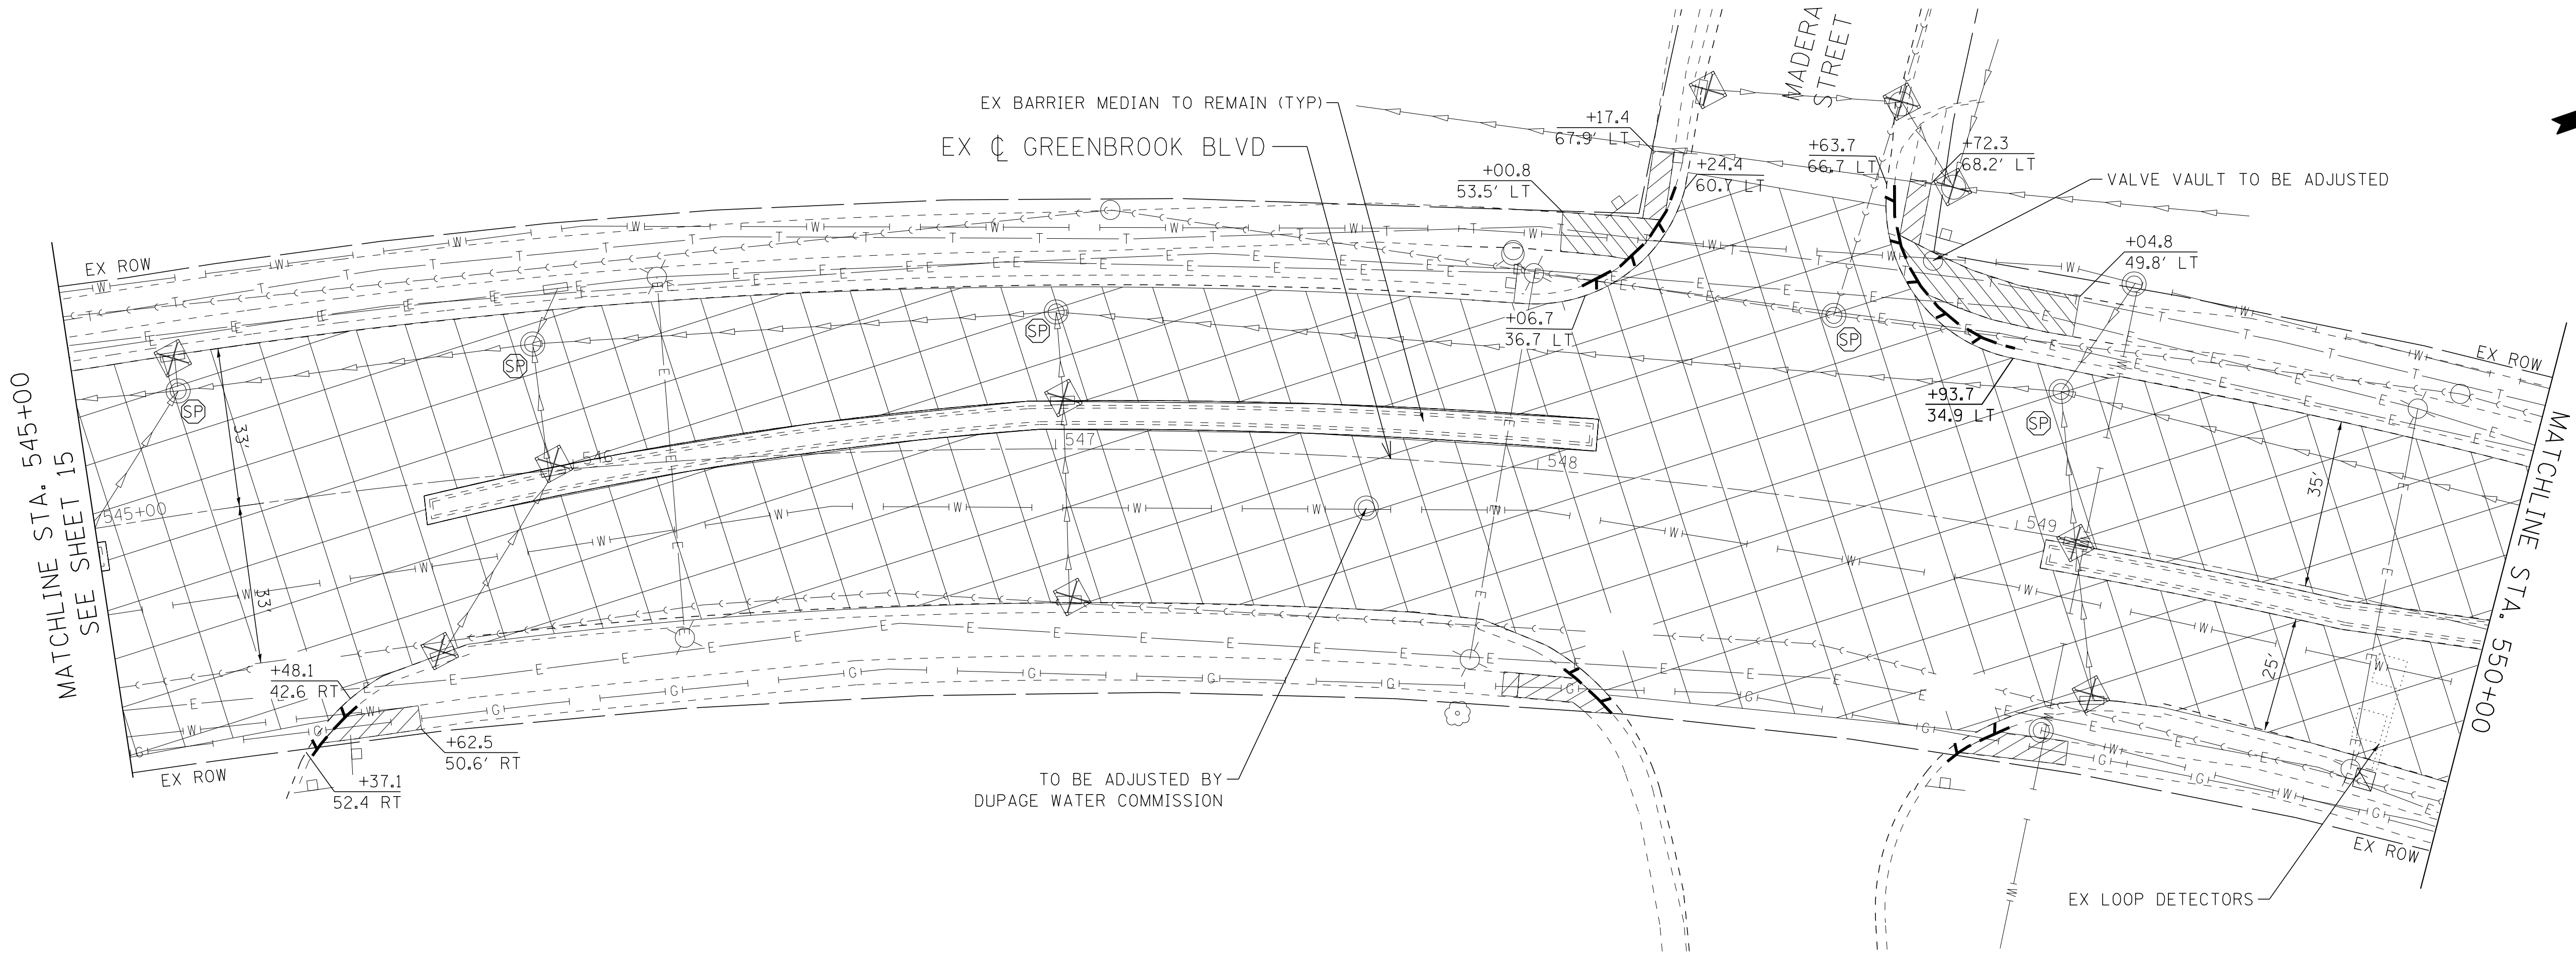 MADERA
STREET
EX BARRIER MEDIAN TO REMAIN (TYP)
EX ℄ GREENBROOK BLVD
+17.4
67.9' LT
+00.8
53.5' LT
+24.4
60.7 LT
+63.7
66.7 LT
+72.3
68.2' LT
VALVE VAULT TO BE ADJUSTED
+04.8
49.8' LT
EX ROW
EX ROW
+06.7
36.7 LT
+93.7
34.9 LT
SP
SP
SP
SP
SP
MATCHLINE STA. 545+00
SEE SHEET 15
545+00
546
547
548
549
33'
33'
35'
25'
MATCHLINE STA. 550+00
+48.1
42.6 RT
+62.5
50.6' RT
+37.1
52.4 RT
EX ROW
TO BE ADJUSTED BY
DUPAGE WATER COMMISSION
EX ROW
EX LOOP DETECTORS